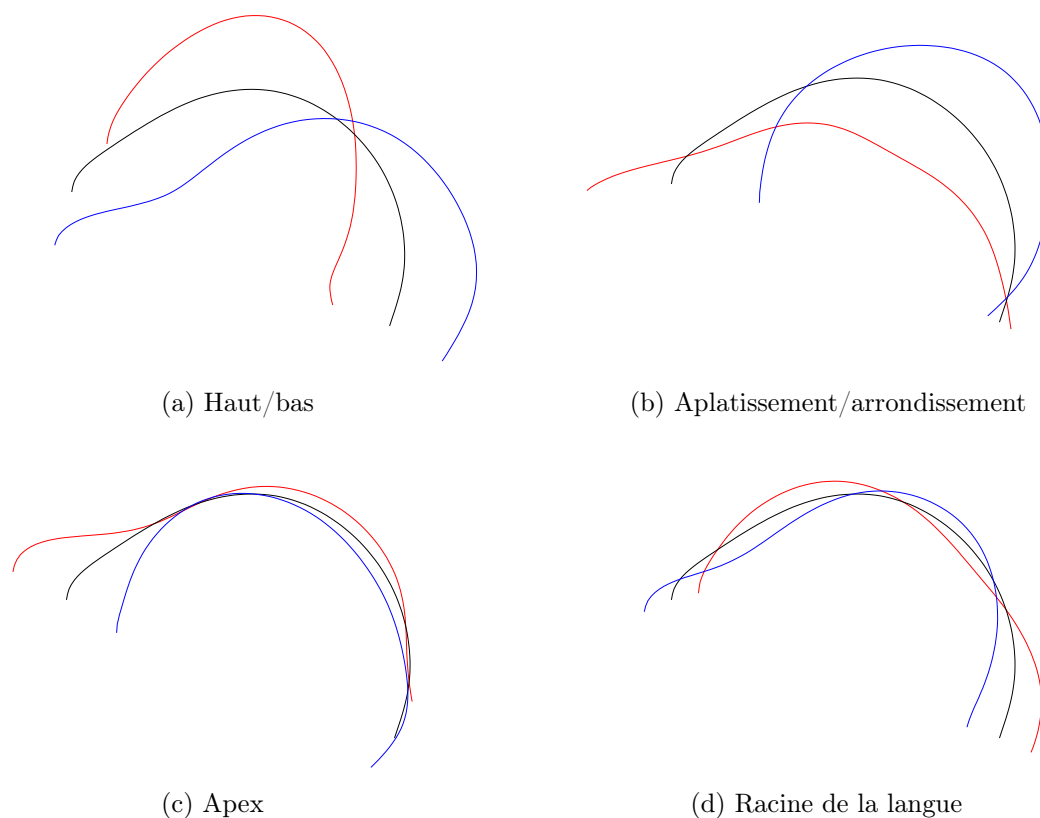 (a) Haut/bas
(b) Aplatissement/arrondissement
(c) Apex
(d) Racine de la langue